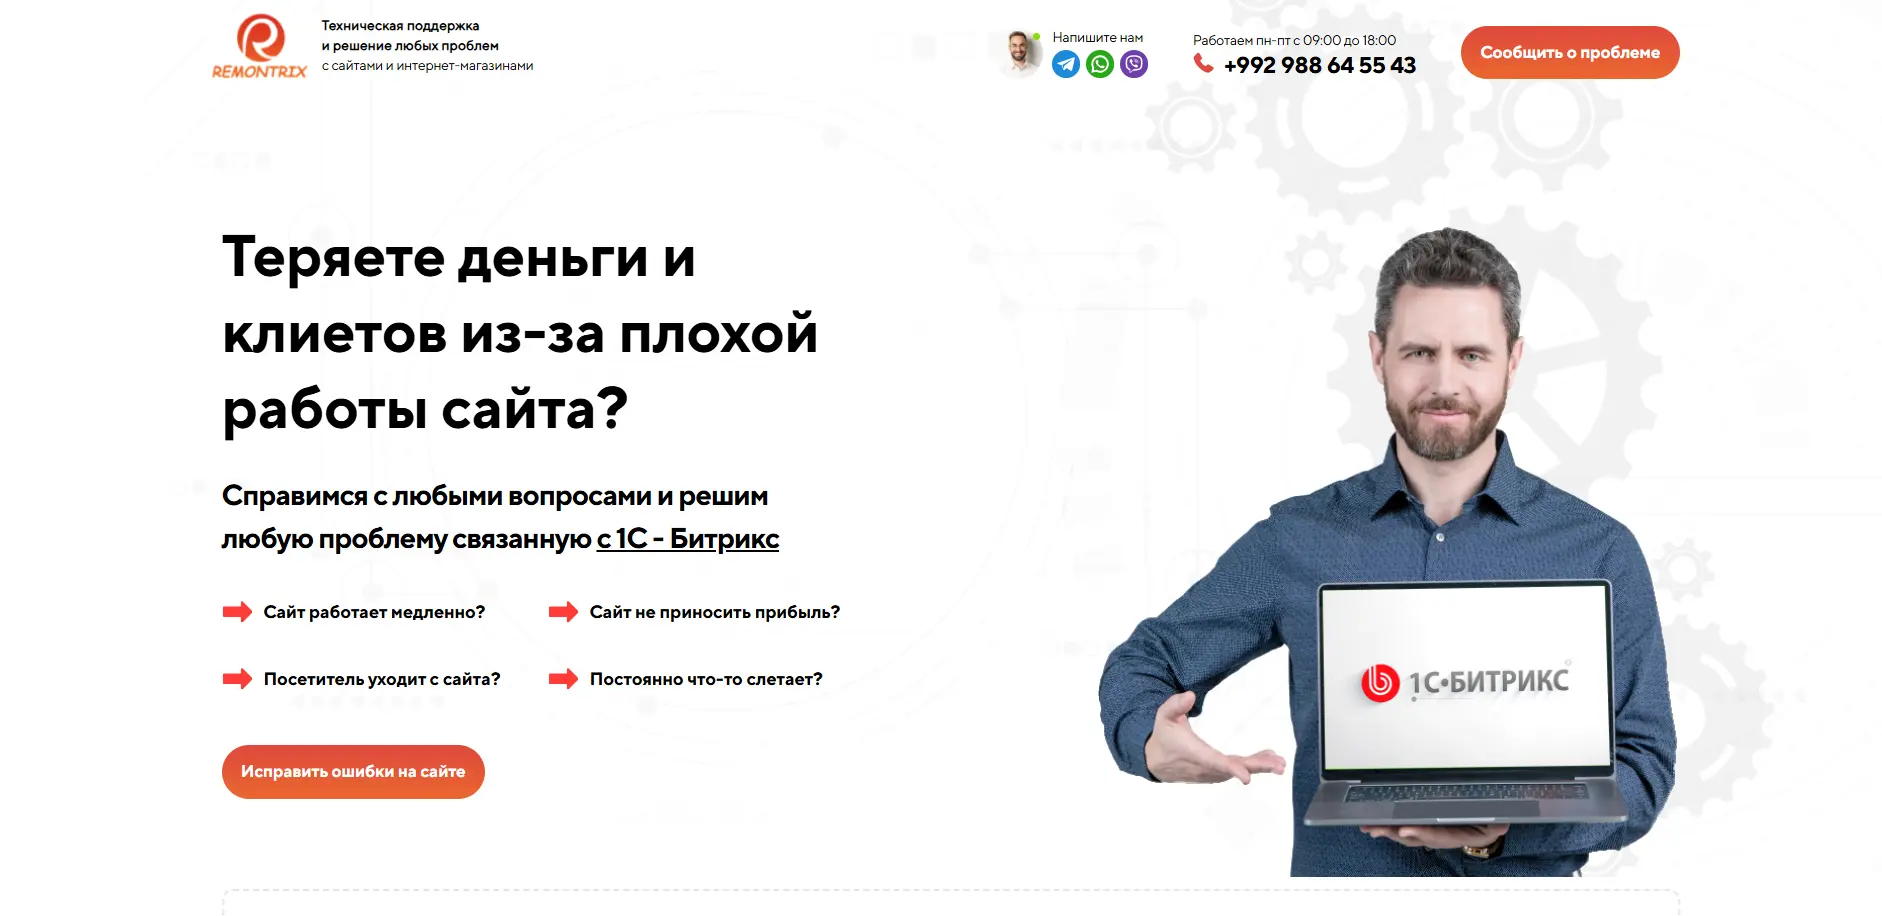 REMONTRIX
Техническая поддержка
и решение любых проблем
с сайтами и интернет-магазинами
Напишите нам
Работаем пн-пт с 09:00 до 18:00
+992 988 64 55 43
Сообщить о проблеме
Теряете деньги и
клиетов из-за плохой
работы сайта?
Справимся с любыми вопросами и решим
любую проблему связанную с 1С - Битрикс
Сайт работает медленно?
Сайт не приносить прибыль?
Посетитель уходит с сайта?
Постоянно что-то слетает?
Исправить ошибки на сайте
1С•БИТРИКС